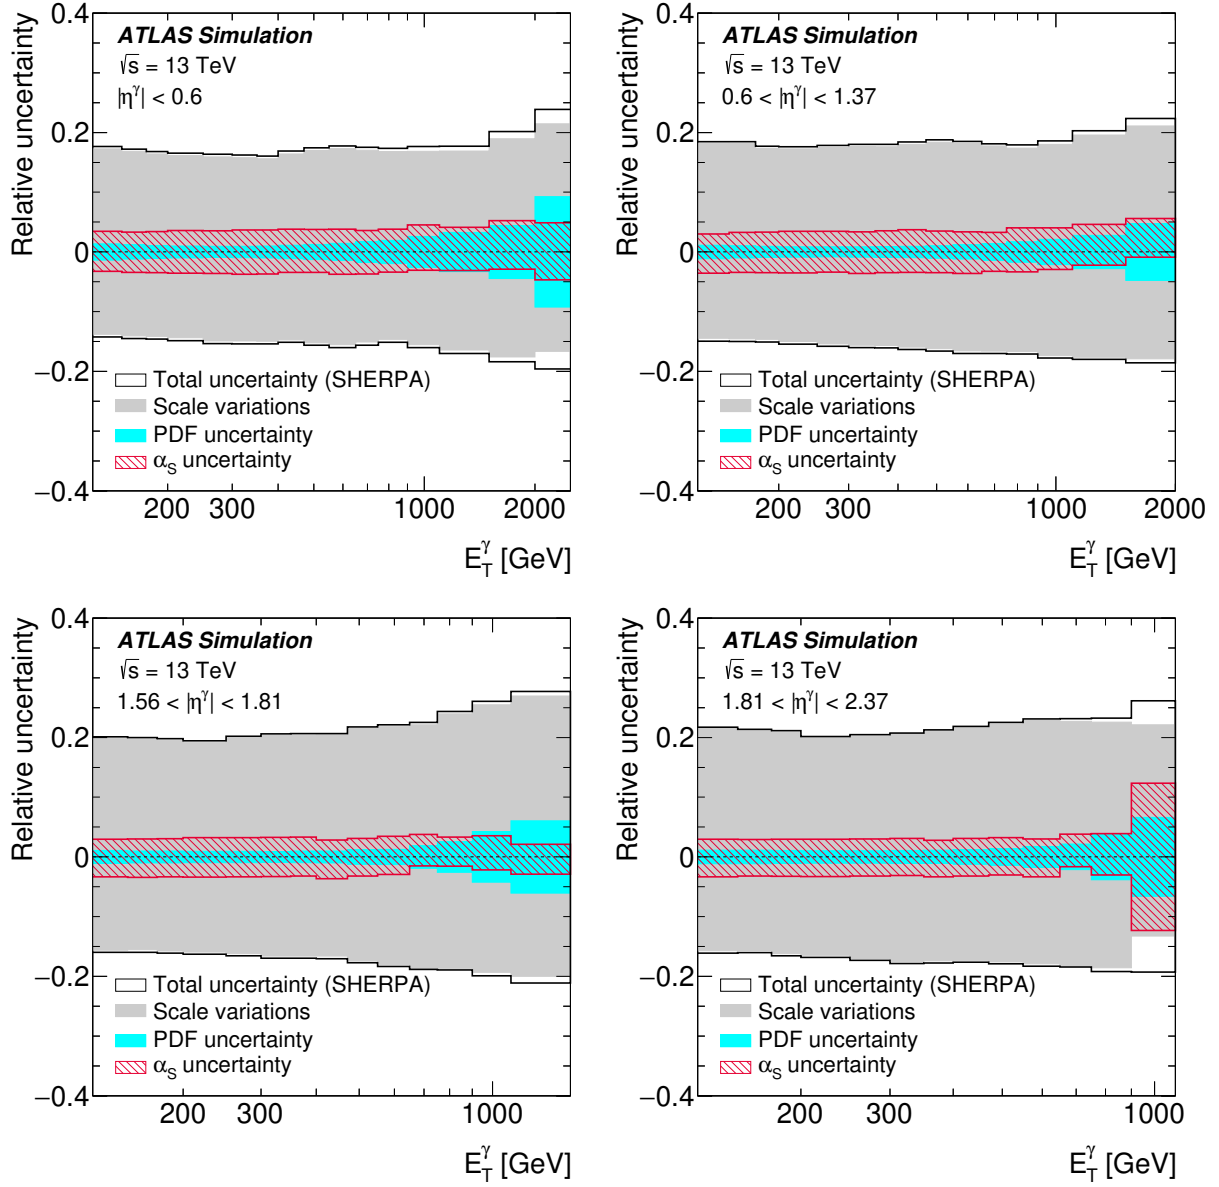 Relative uncertainty
0.4
0.2
0
−0.2
−0.4
ATLAS Simulation
√s = 13 TeV
|η^γ| < 0.6
Total uncertainty (SHERPA)
Scale variations
PDF uncertainty
α_S uncertainty
200 300 1000 2000
E_T^γ [GeV]
Relative uncertainty
0.4
0.2
0
−0.2
−0.4
ATLAS Simulation
√s = 13 TeV
0.6 < |η^γ| < 1.37
Total uncertainty (SHERPA)
Scale variations
PDF uncertainty
α_S uncertainty
200 300 1000 2000
E_T^γ [GeV]
Relative uncertainty
0.4
0.2
0
−0.2
−0.4
ATLAS Simulation
√s = 13 TeV
1.56 < |η^γ| < 1.81
Total uncertainty (SHERPA)
Scale variations
PDF uncertainty
α_S uncertainty
200 300 1000
E_T^γ [GeV]
Relative uncertainty
0.4
0.2
0
−0.2
−0.4
ATLAS Simulation
√s = 13 TeV
1.81 < |η^γ| < 2.37
Total uncertainty (SHERPA)
Scale variations
PDF uncertainty
α_S uncertainty
200 300 1000
E_T^γ [GeV]